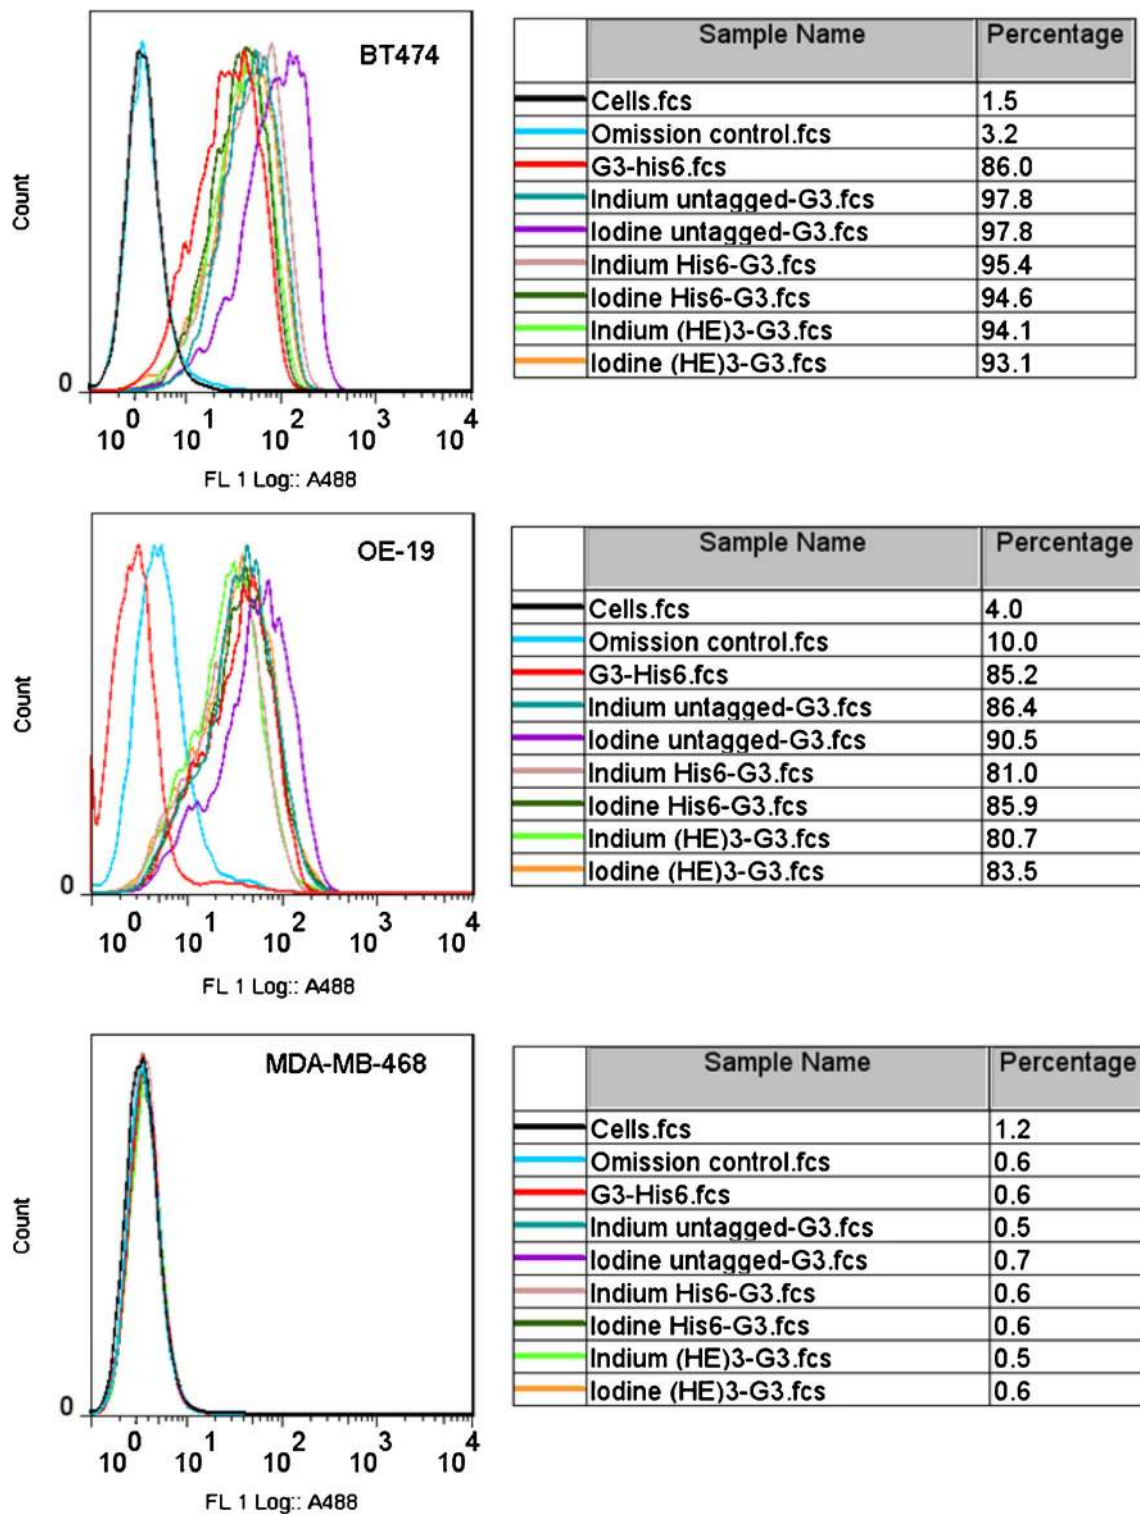 BT474
Count
0
10^0 10^1 10^2 10^3 10^4
FL 1 Log:: A488
Sample Name Percentage
Cells.fcs 1.5
Omission control.fcs 3.2
G3-his6.fcs 86.0
Indium untagged-G3.fcs 97.8
Iodine untagged-G3.fcs 97.8
Indium His6-G3.fcs 95.4
Iodine His6-G3.fcs 94.6
Indium (HE)3-G3.fcs 94.1
Iodine (HE)3-G3.fcs 93.1
OE-19
Count
0
10^0 10^1 10^2 10^3 10^4
FL 1 Log:: A488
Sample Name Percentage
Cells.fcs 4.0
Omission control.fcs 10.0
G3-His6.fcs 85.2
Indium untagged-G3.fcs 86.4
Iodine untagged-G3.fcs 90.5
Indium His6-G3.fcs 81.0
Iodine His6-G3.fcs 85.9
Indium (HE)3-G3.fcs 80.7
Iodine (HE)3-G3.fcs 83.5
MDA-MB-468
Count
0
10^0 10^1 10^2 10^3 10^4
FL 1 Log:: A488
Sample Name Percentage
Cells.fcs 1.2
Omission control.fcs 0.6
G3-His6.fcs 0.6
Indium untagged-G3.fcs 0.5
Iodine untagged-G3.fcs 0.7
Indium His6-G3.fcs 0.6
Iodine His6-G3.fcs 0.6
Indium (HE)3-G3.fcs 0.5
Iodine (HE)3-G3.fcs 0.6